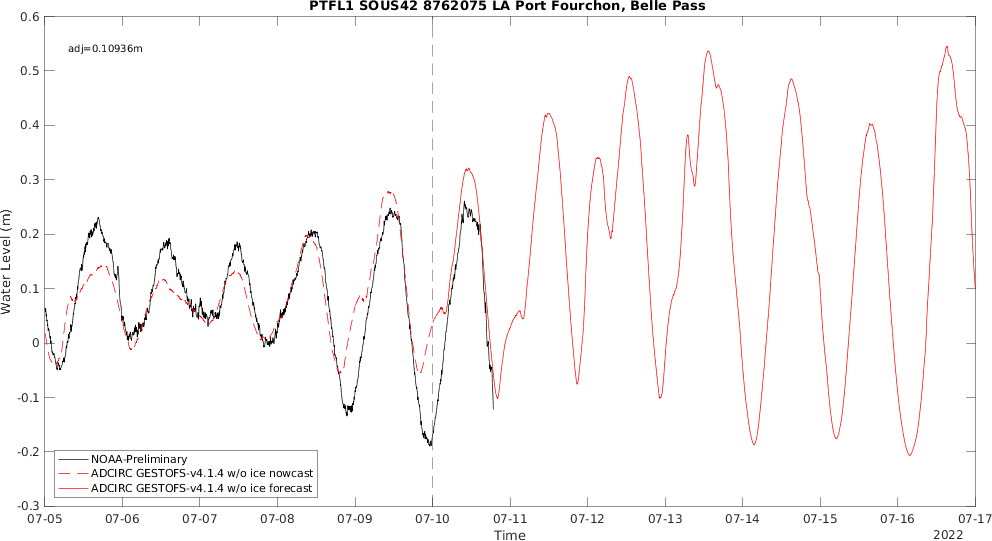 PTFL1 SOUS42 8762075 LA Port Fourchon, Belle Pass
adj=0.10936m
Water Level (m)
0.6
0.5
0.4
0.3
0.2
0.1
0
-0.1
-0.2
-0.3
NOAA-Preliminary
ADCIRC GESTOFS-v4.1.4 w/o ice nowcast
ADCIRC GESTOFS-v4.1.4 w/o ice forecast
07-05 07-06 07-07 07-08 07-09 07-10 07-11 07-12 07-13 07-14 07-15 07-16 07-17
Time
2022